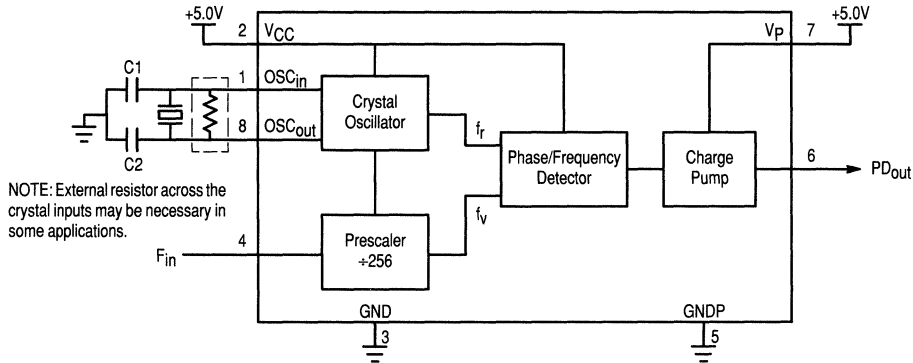 +5.0V
+5.0V
2
VCC
VP
7
C1
1
OSCin
Crystal
Oscillator
8
OSCout
C2
fr
Phase/Frequency
Detector
Charge
Pump
6
PDout
NOTE: External resistor across the
crystal inputs may be necessary in
some applications.
fv
Fin
4
Prescaler
÷256
GND
GNDP
3
5